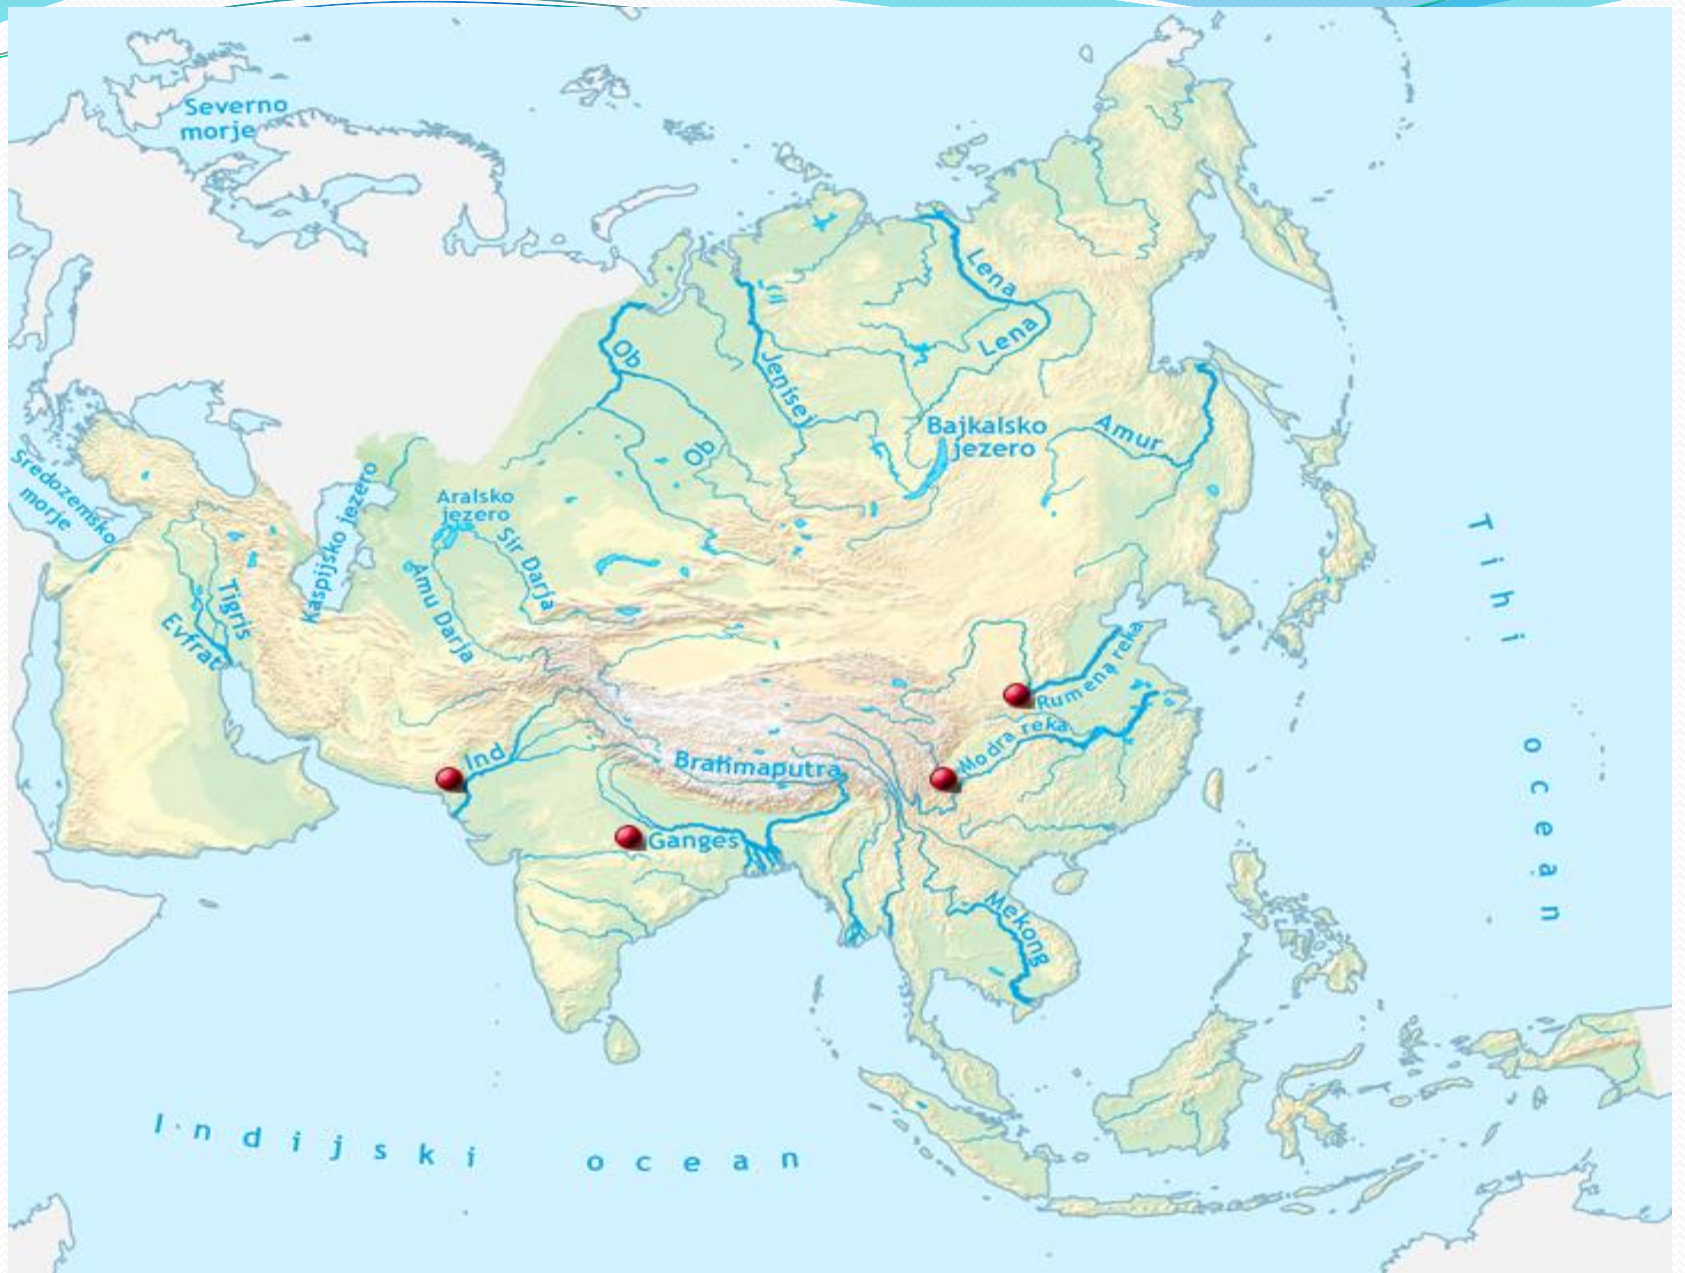 Severno
morje
Lena
Lena
Ob
Jenisej
Ob
Bajkalsko
jezero
Amur
Sredozemsko
morje
Kaspijsko jezero
Aralsko
jezero
Sir Darja
Amu Darja
Tigris
Evfrat
Tihi ocean
Rumena reka
Modra reka
Ind
Brahmaputra
Ganges
Mekong
Indijski ocean